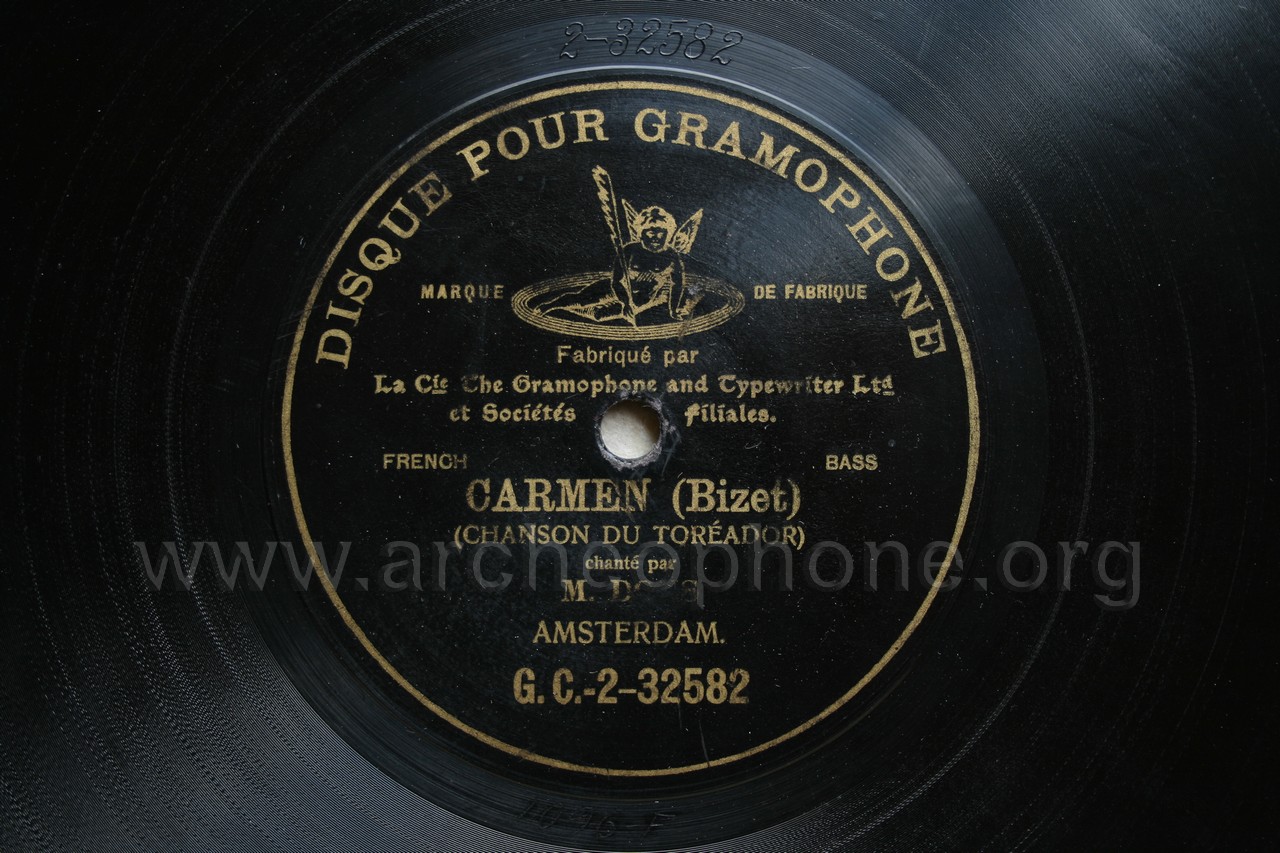 2-32582
DISQUE POUR GRAMOPHONE
MARQUE DE FABRIQUE
Fabriqué par
La Cie The Gramophone and Typewriter Ltd
et Sociétés filiales.
FRENCH BASS
CARMEN (Bizet)
(CHANSON DU TORÉADOR)
www.archeophone.org
chanté par
M.
AMSTERDAM.
G.C.-2-32582